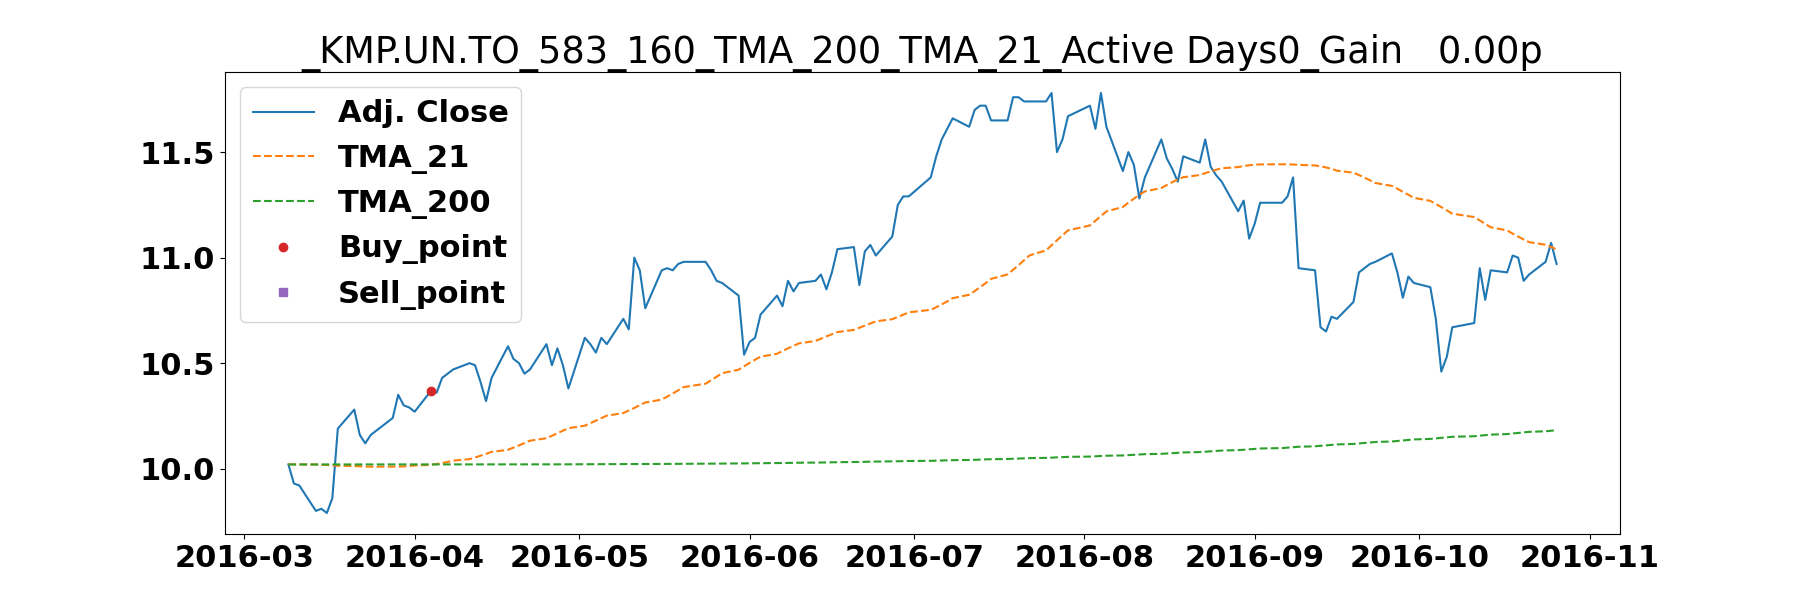 _KMP.UN.TO_583_160_TMA_200_TMA_21_Active Days0_Gain   0.00p
Adj. Close
TMA_21
TMA_200
Buy_point
Sell_point
11.5
11.0
10.5
10.0
2016-03 2016-04 2016-05 2016-06 2016-07 2016-08 2016-09 2016-10 2016-11